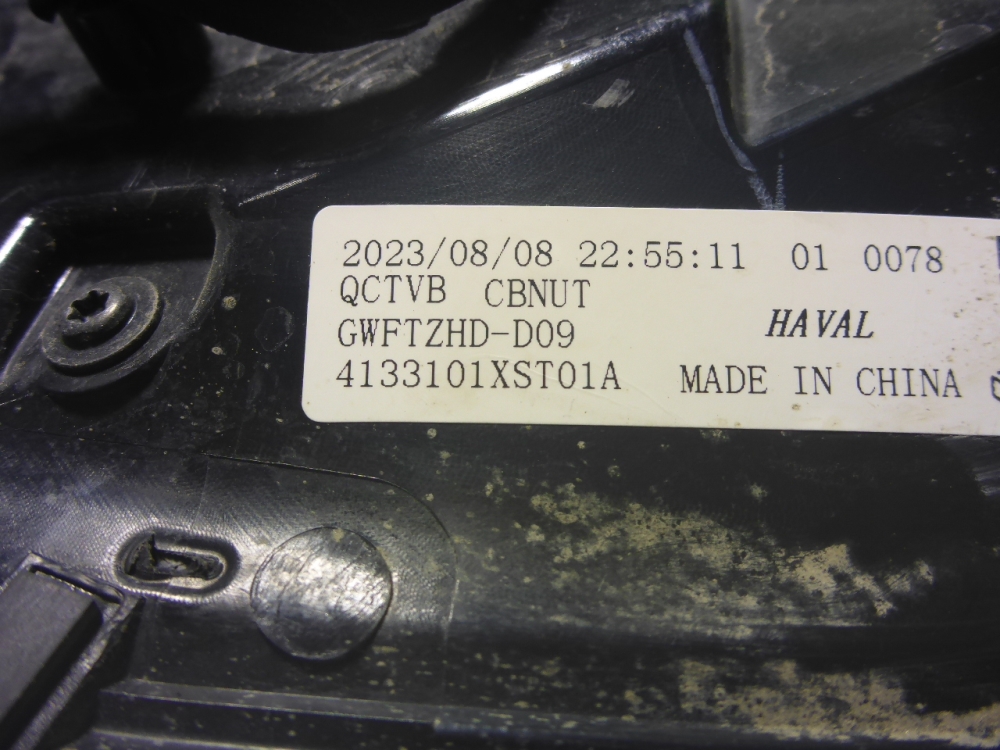 2023/08/08 22:55:11 01 0078
QCTVB CBNUT
GWFTZHD-D09 HAVAL
4133101XST01A MADE IN CHINA